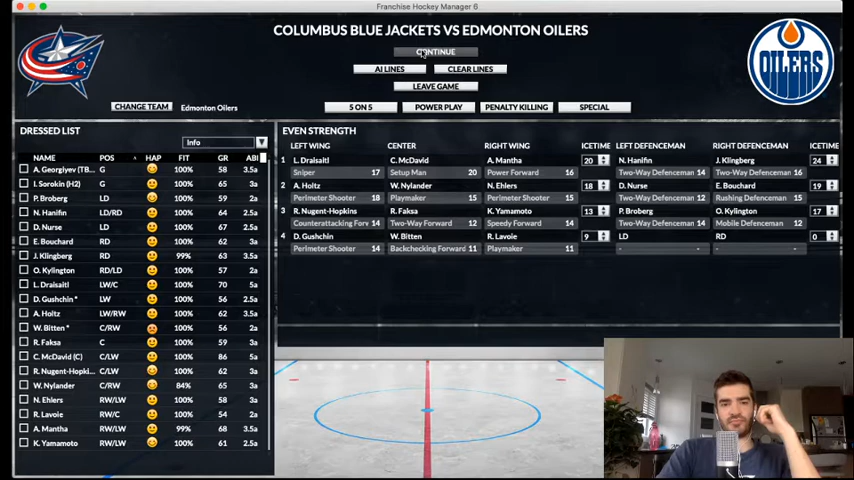 Franchise Hockey Manager 6
COLUMBUS BLUE JACKETS VS EDMONTON OILERS
CONTINUE
AI LINES CLEAR LINES
LEAVE GAME
CHANGE TEAM Edmonton Oilers 5 ON 5 POWER PLAY PENALTY KILLING SPECIAL
OILERS
DRESSED LIST
Info
NAME POS HAP FIT GR ABI
A. Georgiyev (TB... G 100% 58 3.5a
I. Sorokin (H2) G 100% 65 3a
P. Broberg LD 100% 59 2a
N. Hanifin LD/RD 100% 64 2.5a
D. Nurse LD 100% 67 2.5a
E. Bouchard RD 100% 62 3a
J. Klingberg RD 99% 63 3.5a
O. Kylington RD/LD 100% 57 2a
L. Draisaitl LW/C 100% 70 5a
D. Gushchin * LW 100% 56 2.5a
A. Holtz LW/RW 100% 62 3.5a
W. Bitten * C/RW 100% 56 2a
R. Faksa C 100% 59 3a
C. McDavid (C) C/LW 100% 86 5a
R. Nugent-Hopkins... C/LW 100% 62 3a
W. Nylander C/RW 84% 65 3a
N. Ehlers RW/LW 100% 58 3a
R. Lavoie RW/C 100% 54 2a
A. Mantha RW/LW 99% 68 3.5a
K. Yamamoto RW/LW 100% 61 2.5a
EVEN STRENGTH
LEFT WING CENTER RIGHT WING ICETIME LEFT DEFENCEMAN RIGHT DEFENCEMAN ICETIME
1 L. Draisaitl C. McDavid A. Mantha 20 N. Hanifin J. Klingberg 24
Sniper 17 Setup Man 20 Power Forward 16 Two-Way Defenceman 14 Two-Way Defenceman 16
2 A. Holtz W. Nylander N. Ehlers 18 D. Nurse E. Bouchard 19
Perimeter Shooter 18 Playmaker 15 Perimeter Shooter 15 Two-Way Defenceman 12 Rushing Defenceman 15
3 R. Nugent-Hopkins R. Faksa K. Yamamoto 13 P. Broberg O. Kylington 17
Counterattacking Forv 14 Two-Way Forward 12 Speedy Forward 14 Two-Way Defenceman 14 Mobile Defenceman 12
4 D. Gushchin W. Bitten R. Lavoie 9 LD RD 0
Perimeter Shooter 14 Backchecking Forward 11 Playmaker 11 - - - -